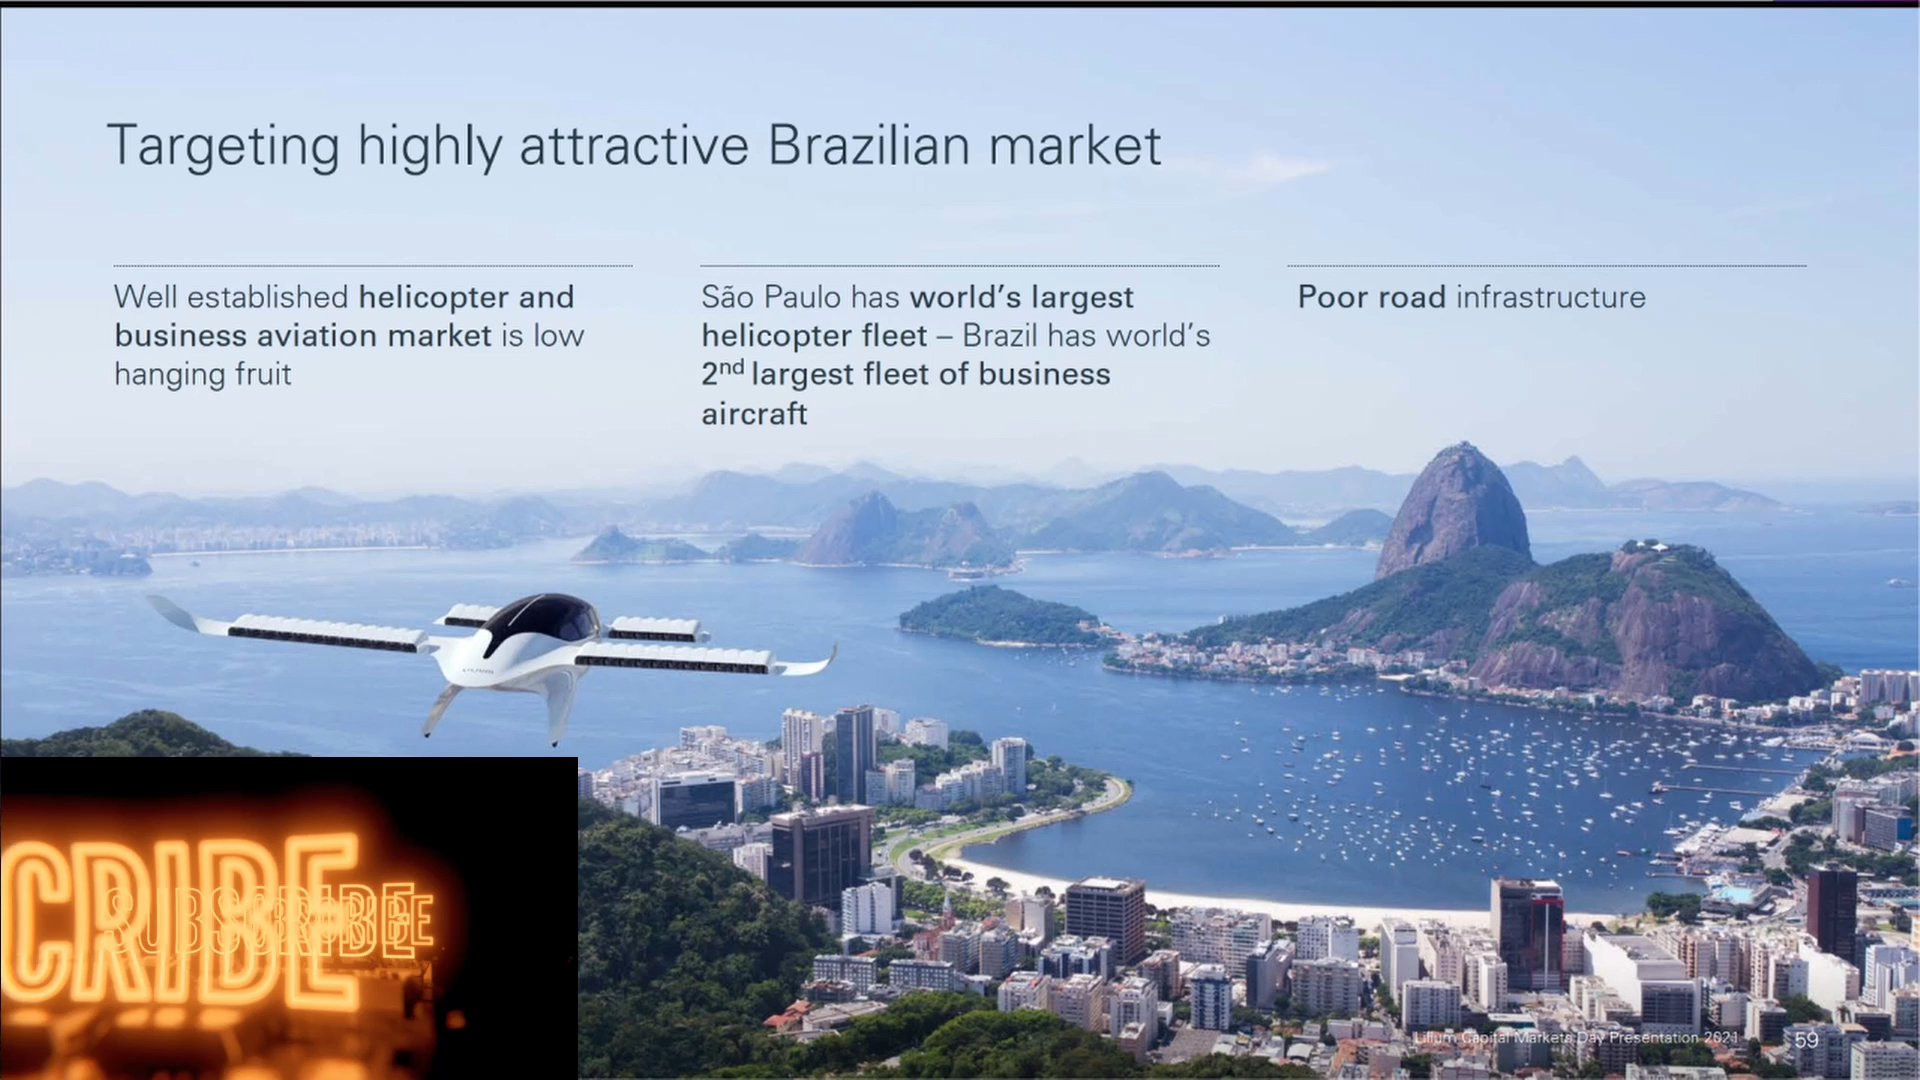 Targeting highly attractive Brazilian market
Well established helicopter and
business aviation market is low
hanging fruit
São Paulo has world's largest
helicopter fleet – Brazil has world's
2nd largest fleet of business
aircraft
Poor road infrastructure
CRIBE
SUBSCRIBE
Lilium Capital Markets Day Presentation 2021
59